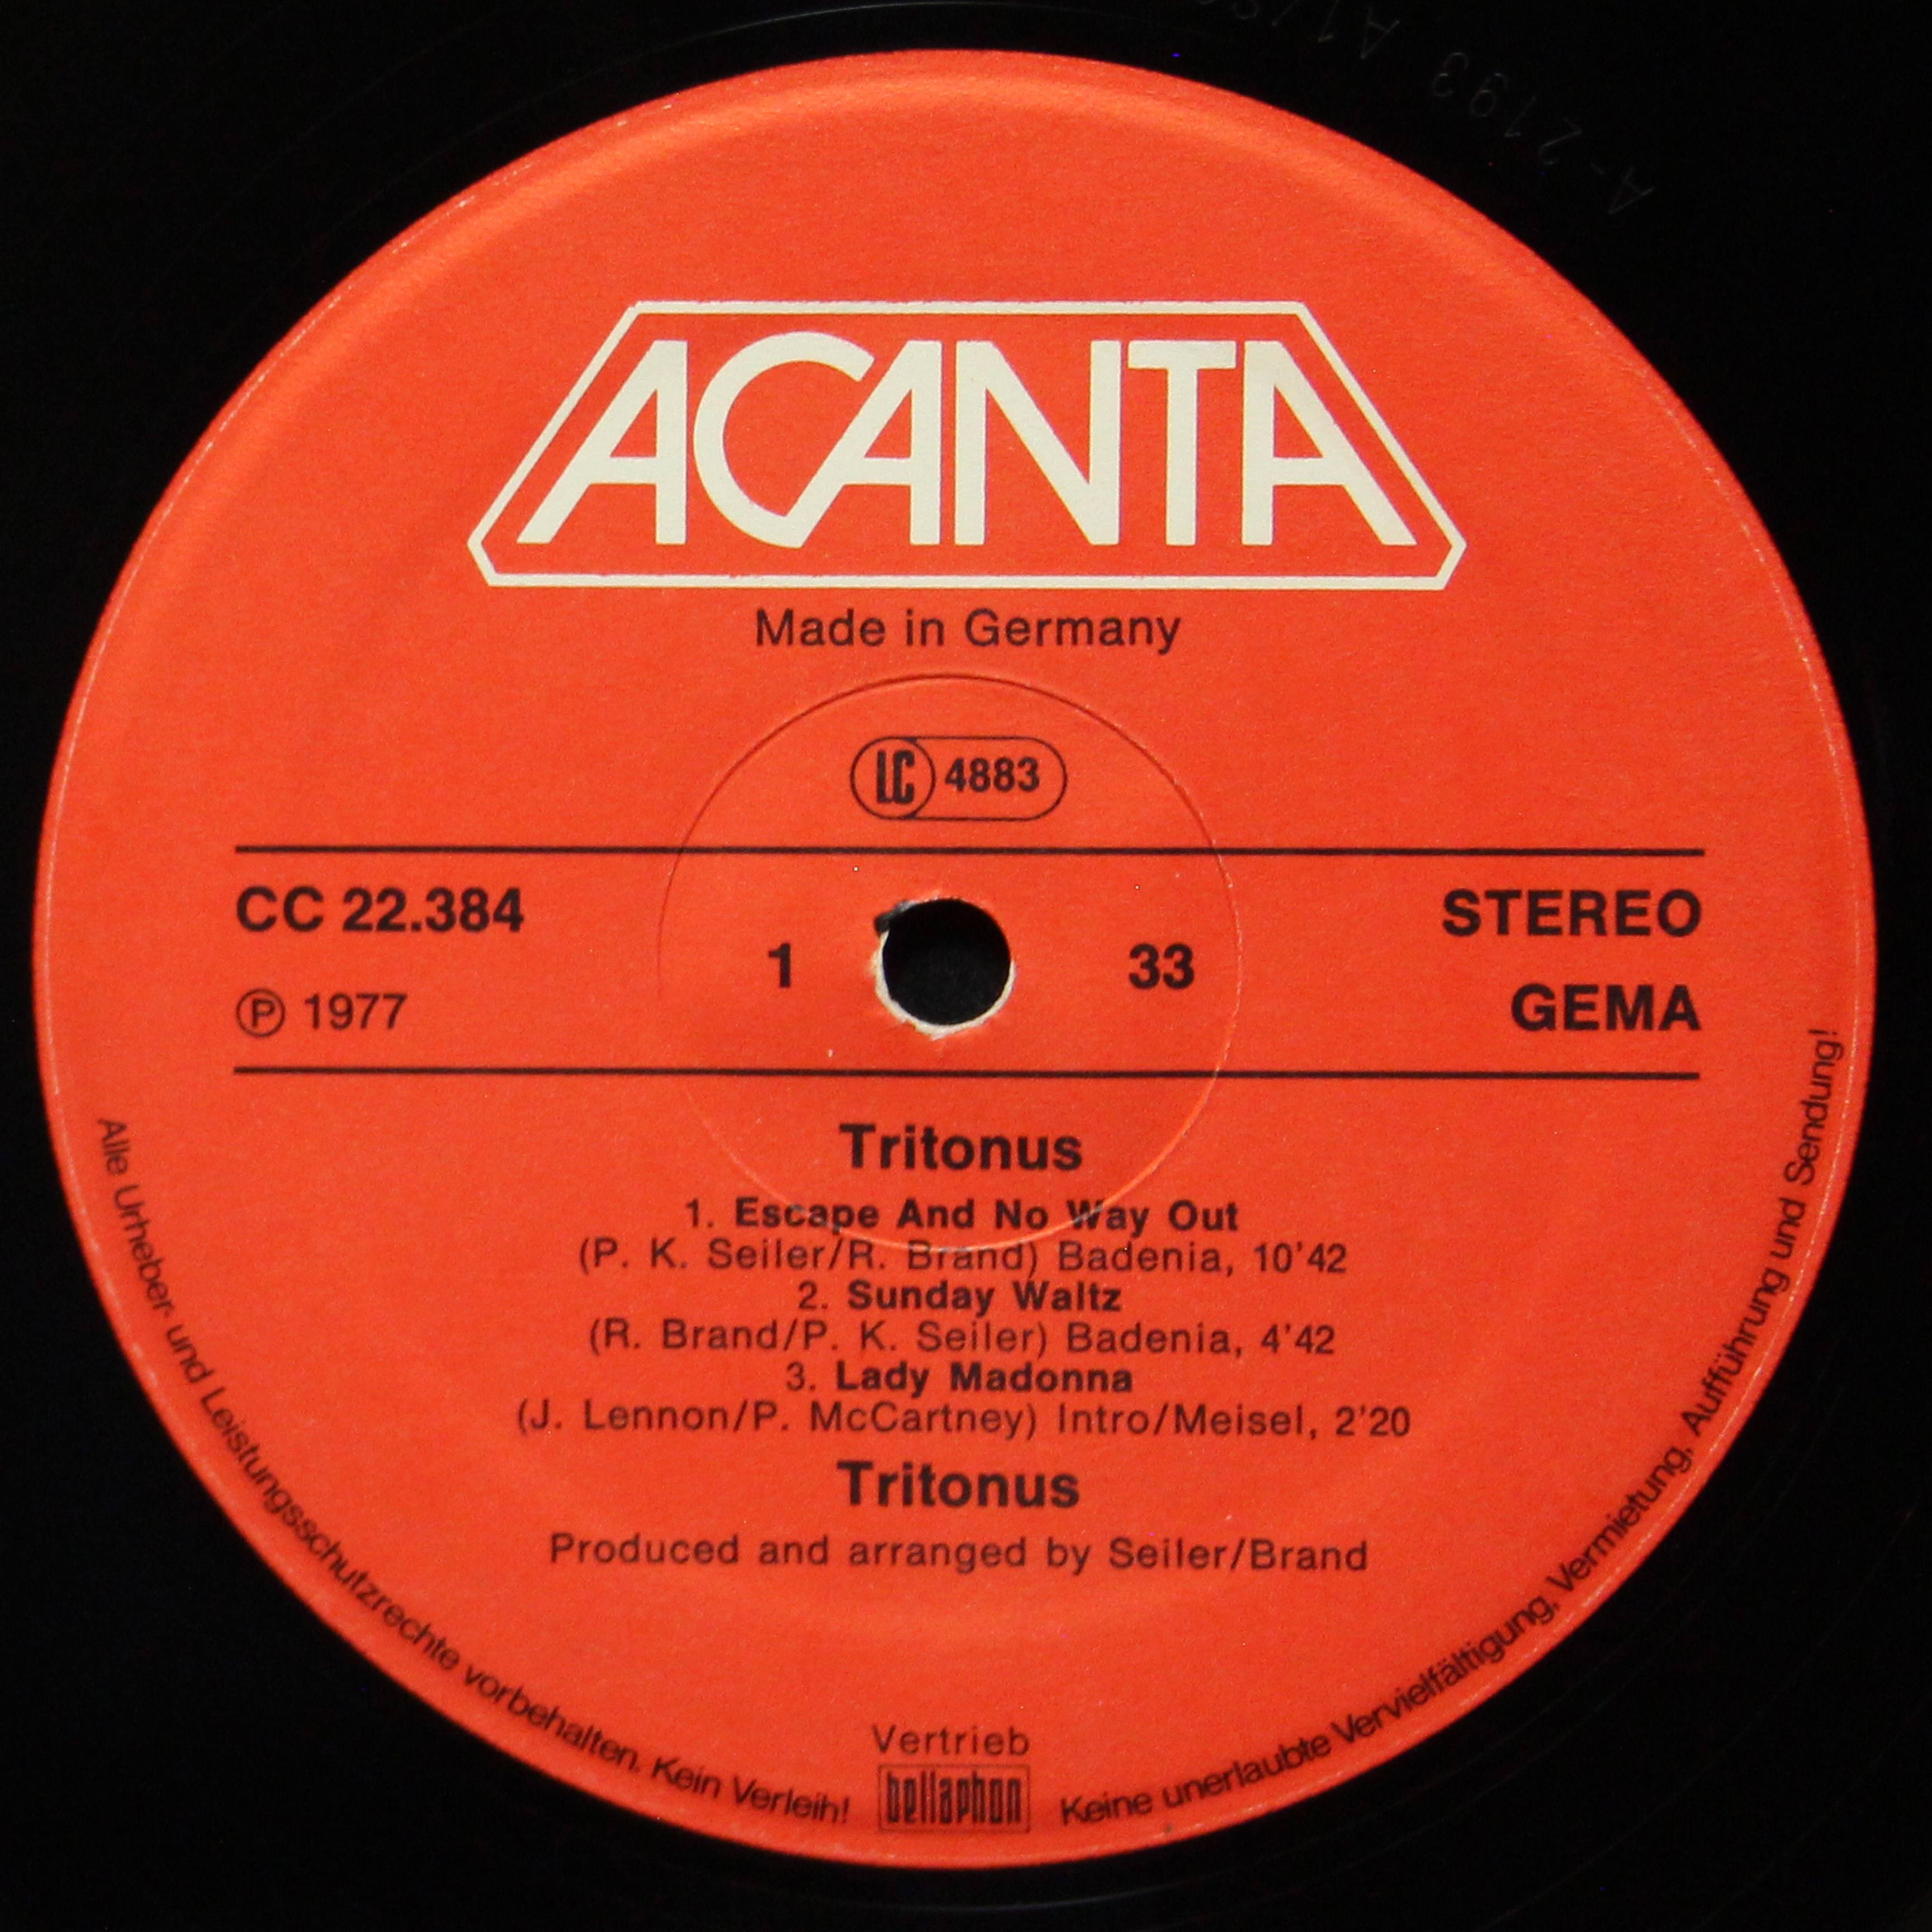 A-2193 A1/
ACANTA
Made in Germany
LC 4883
CC 22.384
STEREO
1
33
℗ 1977
GEMA
Tritonus
1. Escape And No Way Out
(P. K. Seiler/R. Brand) Badenia, 10'42
2. Sunday Waltz
(R. Brand/P. K. Seiler) Badenia, 4'42
3. Lady Madonna
(J. Lennon/P. McCartney) Intro/Meisel, 2'20
Tritonus
Produced and arranged by Seiler/Brand
Alle Urheber- und Leistungsschutzrechte vorbehalten. Kein Verleih!
Vertrieb
bellaphon
Keine unerlaubte Vervielfältigung, Vermietung, Aufführung und Sendung!